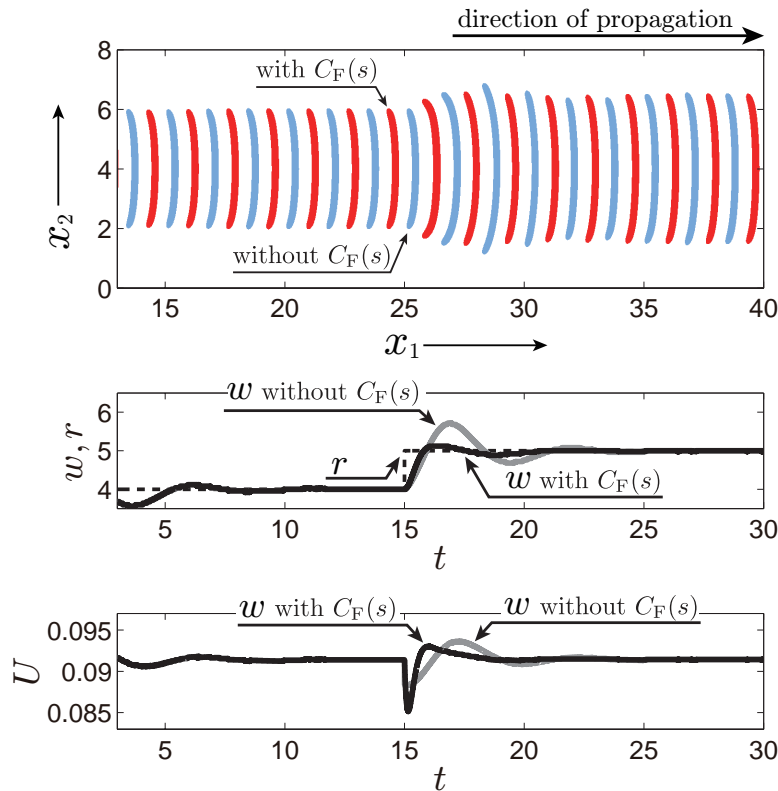 direction of propagation
8
6
4
2
0
x₂
with C_F(s)
without C_F(s)
15 20 25 30 35 40
x₁
6
5
4
w, r
w without C_F(s)
r
w with C_F(s)
5 10 15 20 25 30
t
w with C_F(s) w without C_F(s)
0.095
0.09
0.085
U
5 10 15 20 25 30
t